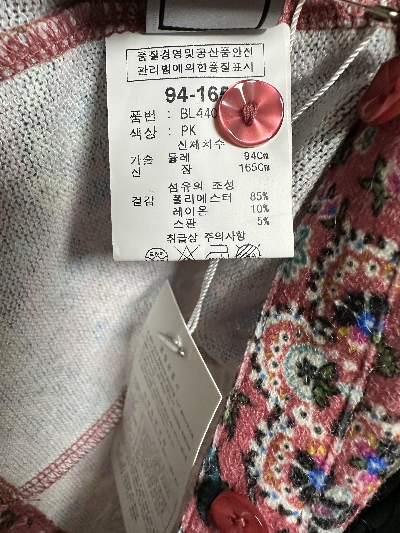 품질경영및공산품안전
관리법에의한품질표시
94-16
품번 : BL440
색상 : PK
신체치수
가슴 둘레 94Cm
신 장 165Cm
섬유의 조성
겉감 폴리에스터 85%
레이온 10%
스판 5%
취급상 주의사항